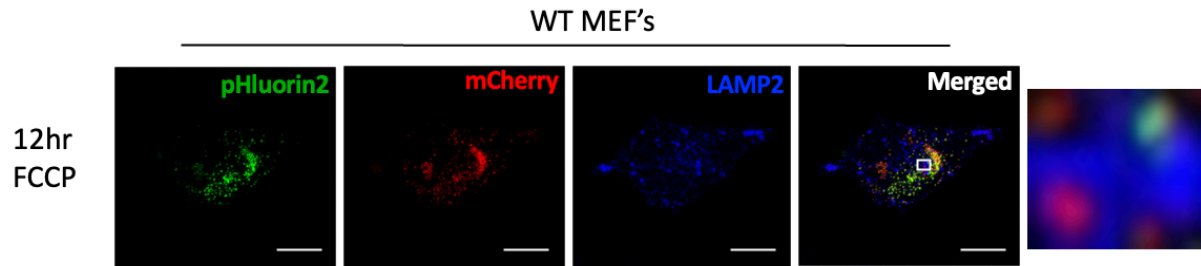 WT MEF's
pHluorin2
mCherry
LAMP2
Merged
12hr
FCCP